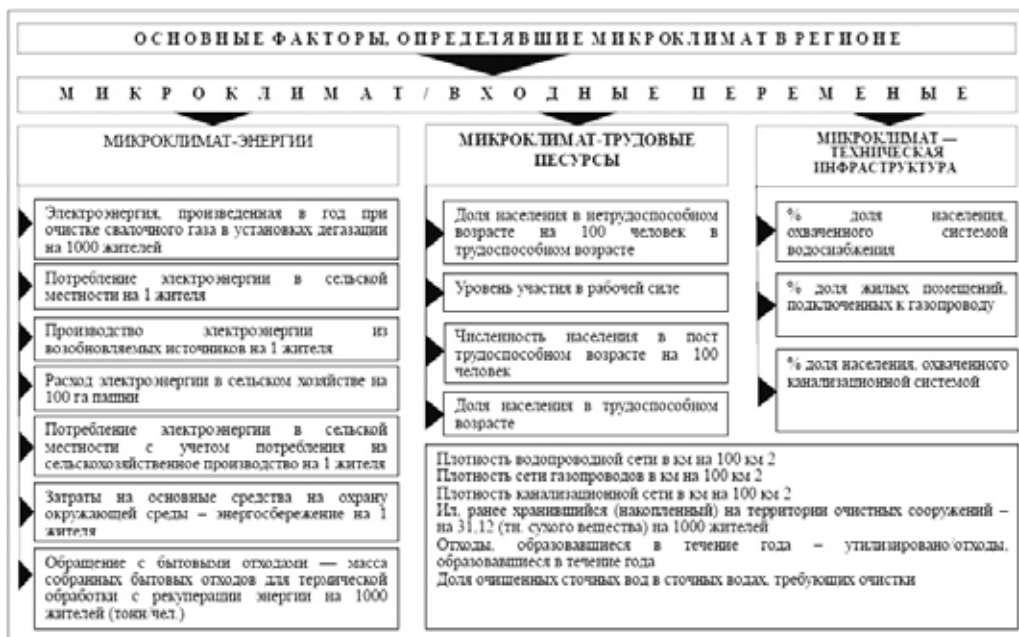 ОСНОВНЫЕ ФАКТОРЫ, ОПРЕДЕЛЯВШИЕ МИКРОКЛИМАТ В РЕГИОНЕ
МИКРОКЛИМАТ/ВХОДНЫЕ ПЕРЕМЕНЫЕ
МИКРОКЛИМАТ-ЭНЕРГИИ
Электроэнергия, произведенная в год при
очистке свалочного газа в установках дегазации
на 1000 жителей
Потребление электроэнергии в сельской
местности на 1 жителя
Производство электроэнергии из
возобновляемых источников на 1 жителя
Расход электроэнергии в сельском хозяйстве на
100 га пашни
Потребление электроэнергии в сельской
местности с учетом потребления на
сельскохозяйственное производство на 1 жителя
Затраты на основные средства на охрану
окружающей среды – энергосбережение на 1
жителя
Обращение с бытовыми отходами — масса
собранных бытовых отходов для термической
обработки с рекуперации энергии на 1000
жителей (тонн/чел.)
МИКРОКЛИМАТ-ТРУДОВЫЕ
ПЕСУРСЫ
Доля населения в нетрудоспособном
возрасте на 100 человек в
трудоспособном возрасте
Уровень участия в рабочей силе
Численность населения в пост
трудоспособном возрасте на 100
человек
Доля населения в трудоспособном
возрасте
МИКРОКЛИМАТ —
ТЕХНИЧЕСКАЯ
ИНФРАСТРУКТУРА
% доля населения,
охваченного системой
водоснабжения
% доля жилых помещений,
подключенных к газопроводу
% доля населения, охваченного
канализационной системой
Плотность водопроводной сети в км на 100 км 2
Плотность сети газопроводов в км на 100 км 2
Плотность канализационной сети в км на 100 км 2
Ил, ранее хранившийся (накопленный) на территории очистных сооружений –
на 31,12 (тн. сухого вещества) на 1000 жителей
Отходы, образовавшиеся в течение года – утилизировано/отходы,
образовавшиеся в течение года
Доля очищенных сточных вод в сточных водах, требующих очистки